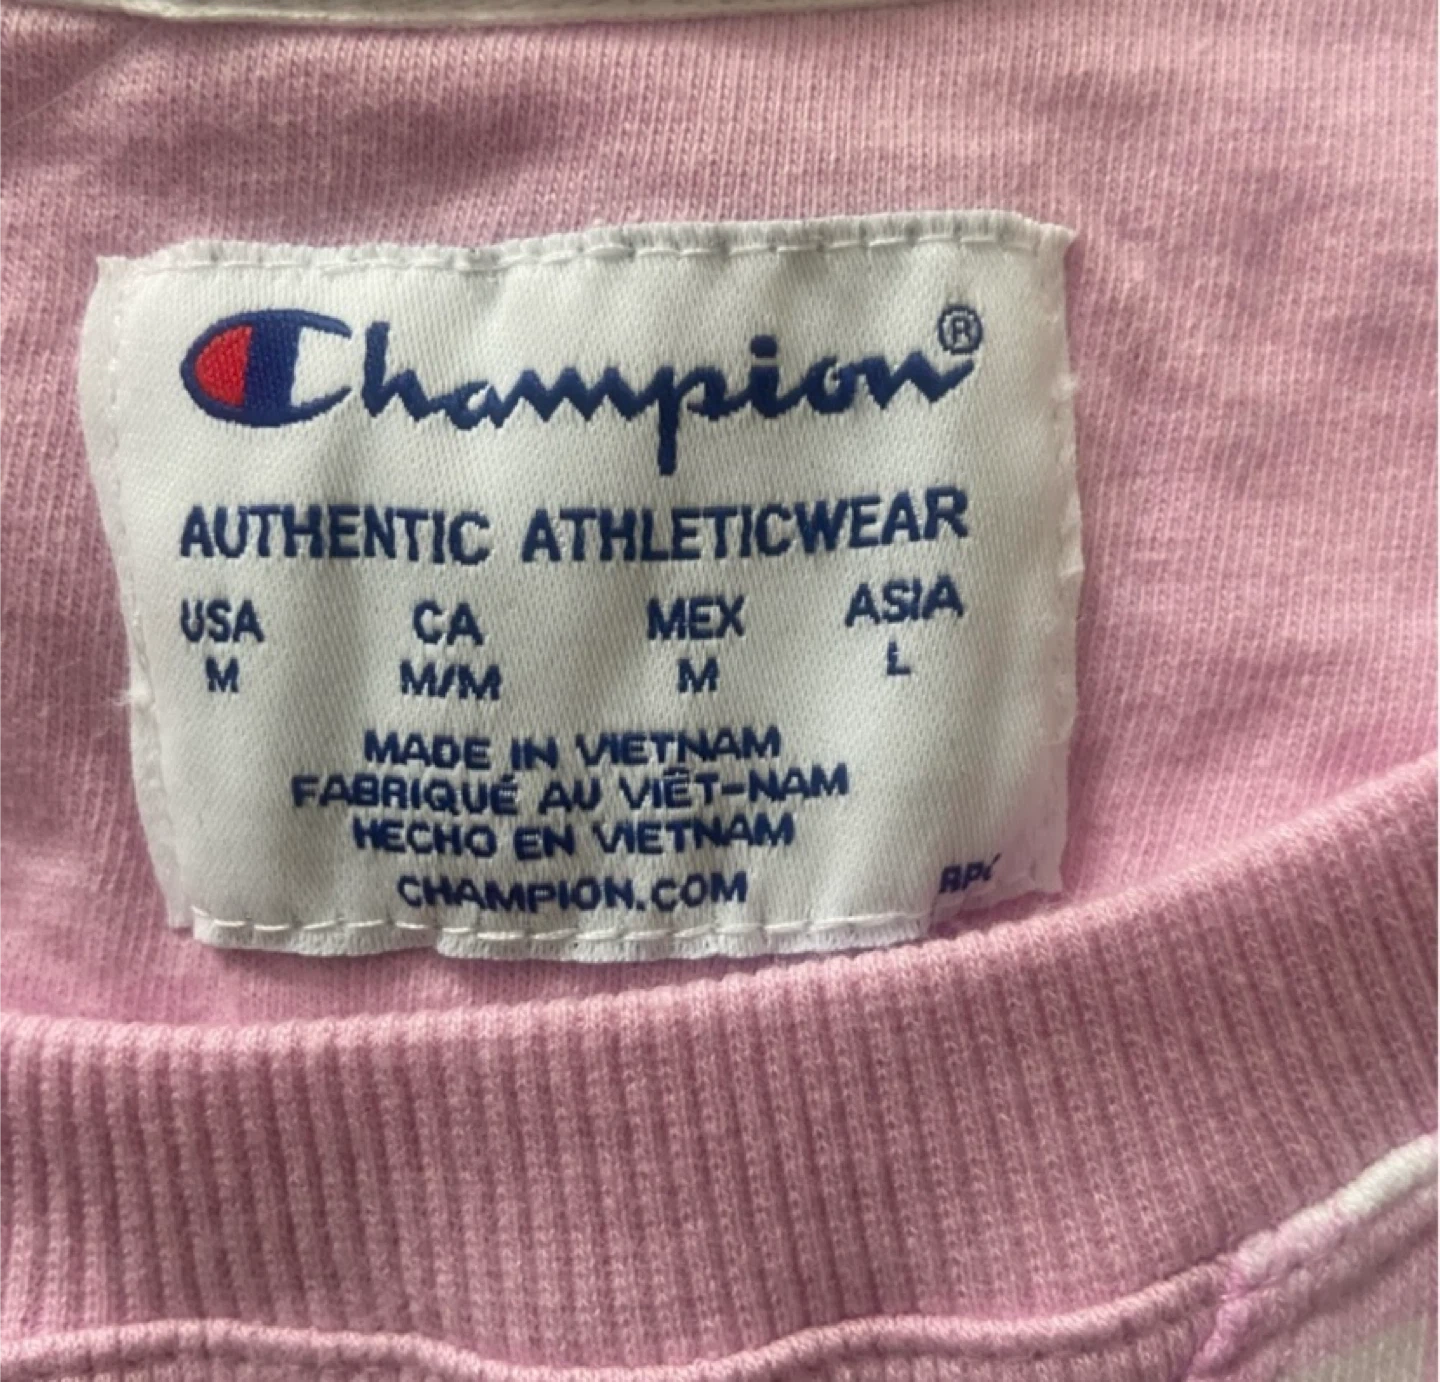 Champion®
AUTHENTIC ATHLETICWEAR
USA CA MEX ASIA
M M/M M L
MADE IN VIETNAM
FABRIQUÉ AU VIÊT-NAM
HECHO EN VIETNAM
CHAMPION.COM